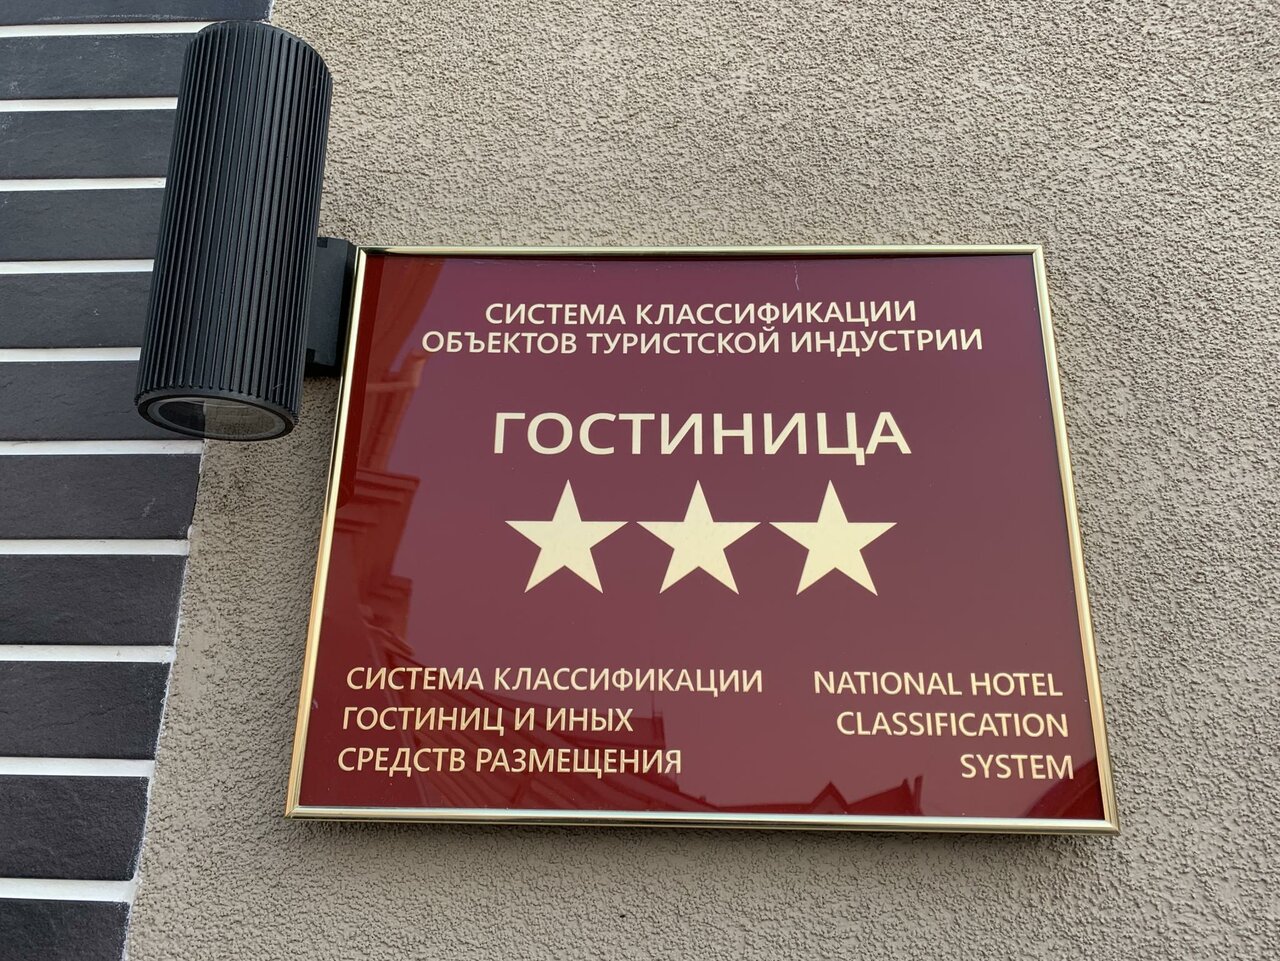 СИСТЕМА КЛАССИФИКАЦИИ
ОБЪЕКТОВ ТУРИСТСКОЙ ИНДУСТРИИ
ГОСТИНИЦА
СИСТЕМА КЛАССИФИКАЦИИ
ГОСТИНИЦ И ИНЫХ
СРЕДСТВ РАЗМЕЩЕНИЯ
NATIONAL HOTEL
CLASSIFICATION
SYSTEM